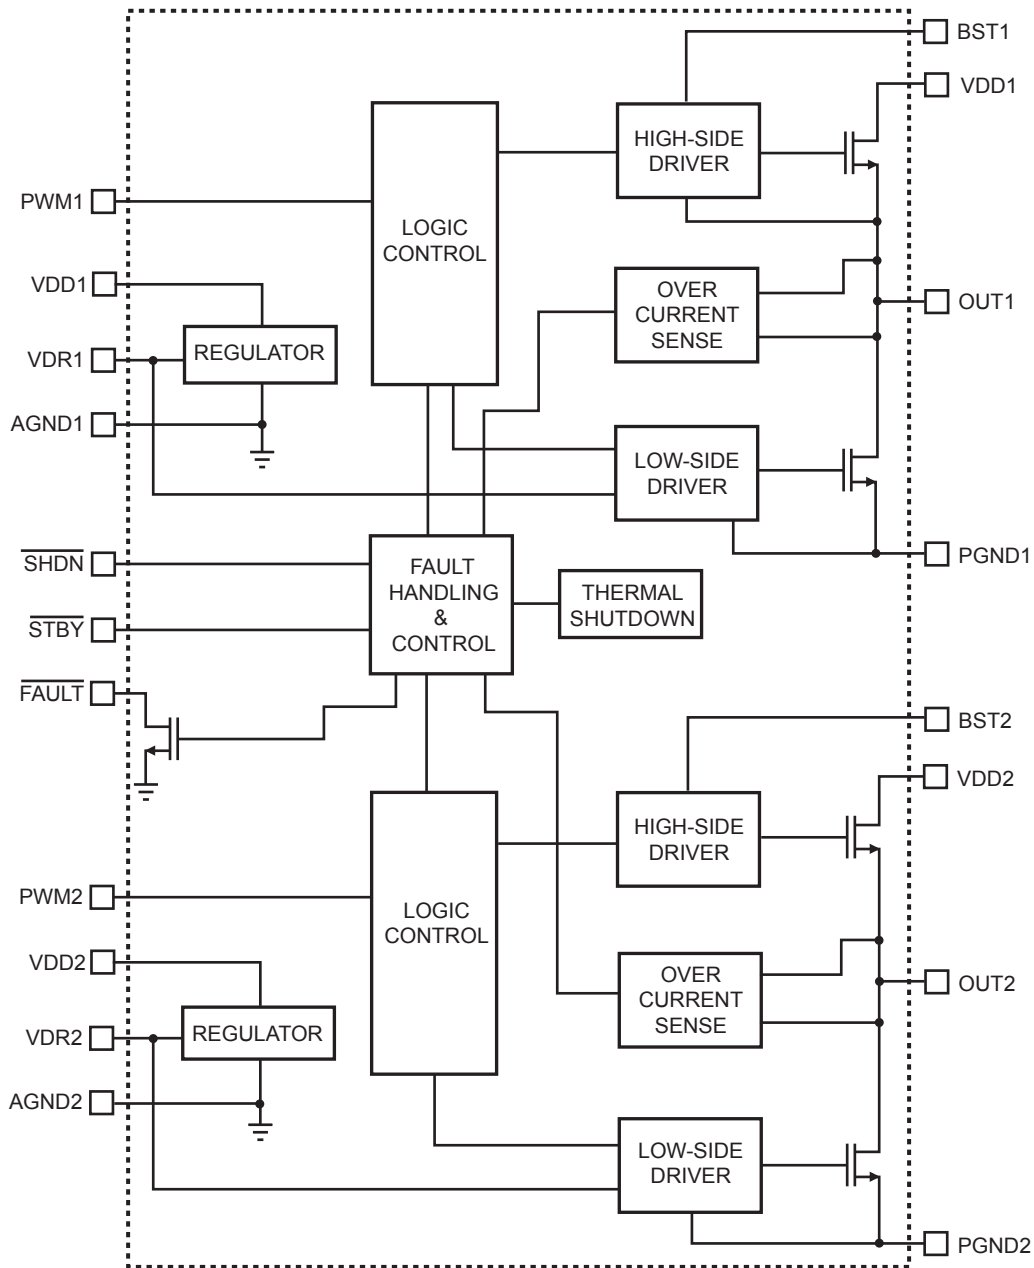 BST1
VDD1
HIGH-SIDE
DRIVER
PWM1
LOGIC
CONTROL
VDD1
OVER
CURRENT
SENSE
OUT1
REGULATOR
VDR1
AGND1
LOW-SIDE
DRIVER
SHDN
FAULT
HANDLING
&
CONTROL
THERMAL
SHUTDOWN
PGND1
STBY
FAULT
BST2
VDD2
HIGH-SIDE
DRIVER
PWM2
LOGIC
CONTROL
VDD2
OVER
CURRENT
SENSE
OUT2
REGULATOR
VDR2
AGND2
LOW-SIDE
DRIVER
PGND2